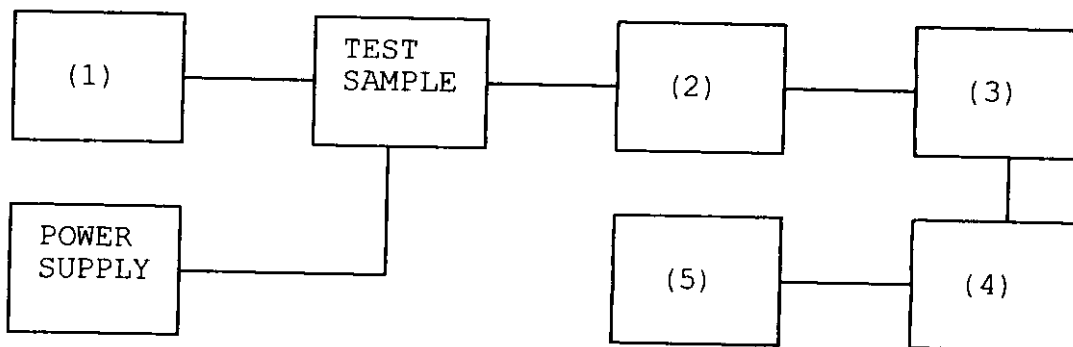 (1)
TEST
SAMPLE
(2)
(3)
POWER
SUPPLY
(5)
(4)